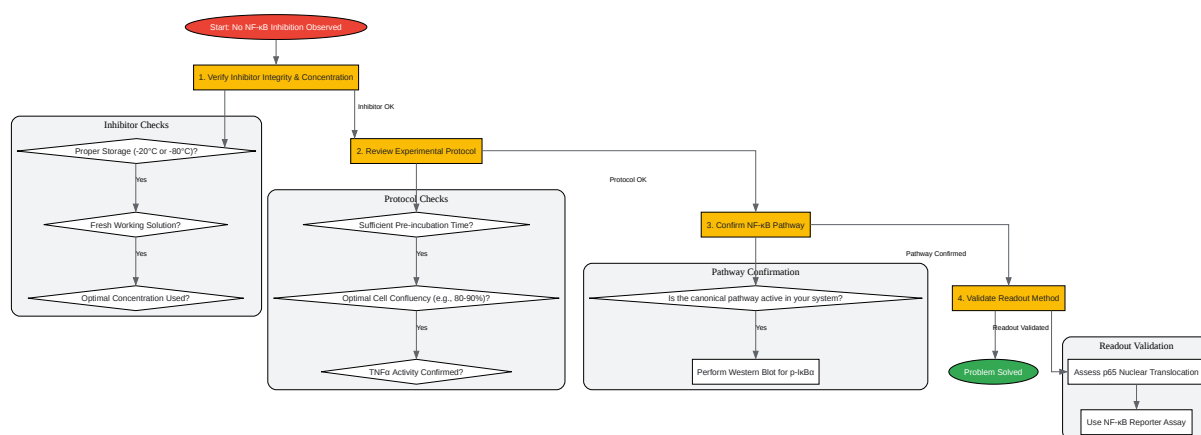 Start: No NF-κB Inhibition Observed
1. Verify Inhibitor Integrity & Concentration
Inhibitor OK
Inhibitor Checks
Proper Storage (-20°C or -80°C)?
Yes
Fresh Working Solution?
Yes
Optimal Concentration Used?
2. Review Experimental Protocol
Protocol OK
Protocol Checks
Sufficient Pre-incubation Time?
Yes
Optimal Cell Confluency (e.g., 80-90%)?
Yes
TNFα Activity Confirmed?
3. Confirm NF-κB Pathway
Pathway Confirmed
Pathway Confirmation
Is the canonical pathway active in your system?
Yes
Perform Western Blot for p-IκBα
4. Validate Readout Method
Readout Validated
Problem Solved
Readout Validation
Assess p65 Nuclear Translocation
Use NF-κB Reporter Assay